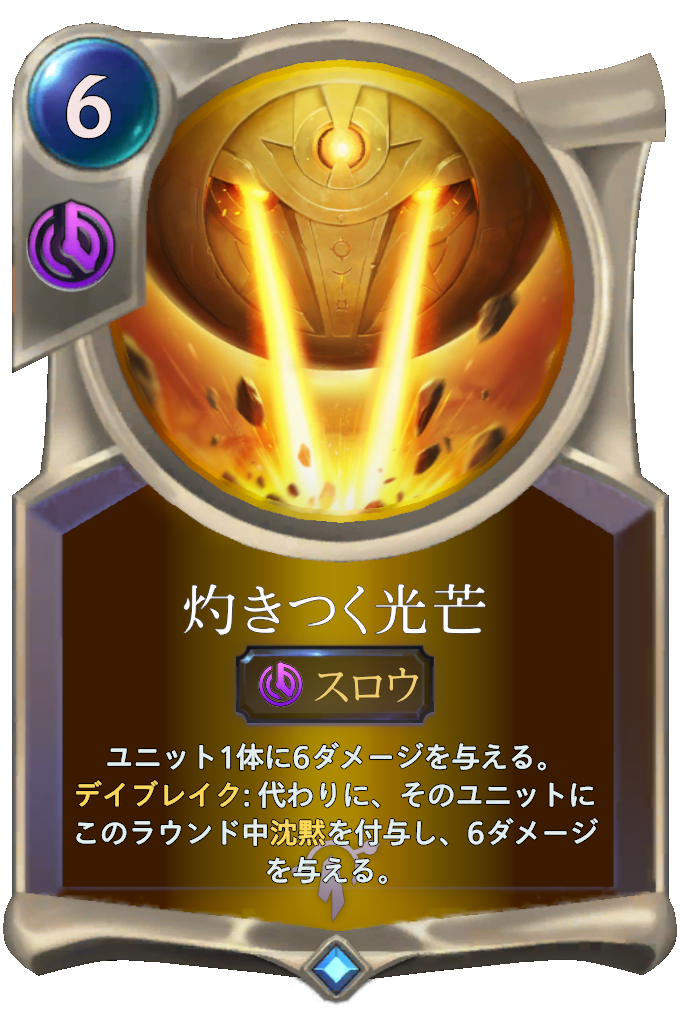 6
灼きつく光芒
スロウ
ユニット1体に6ダメージを与える。
デイブレイク: 代わりに、そのユニットに
このラウンド中沈黙を付与し、6ダメージ
を与える。